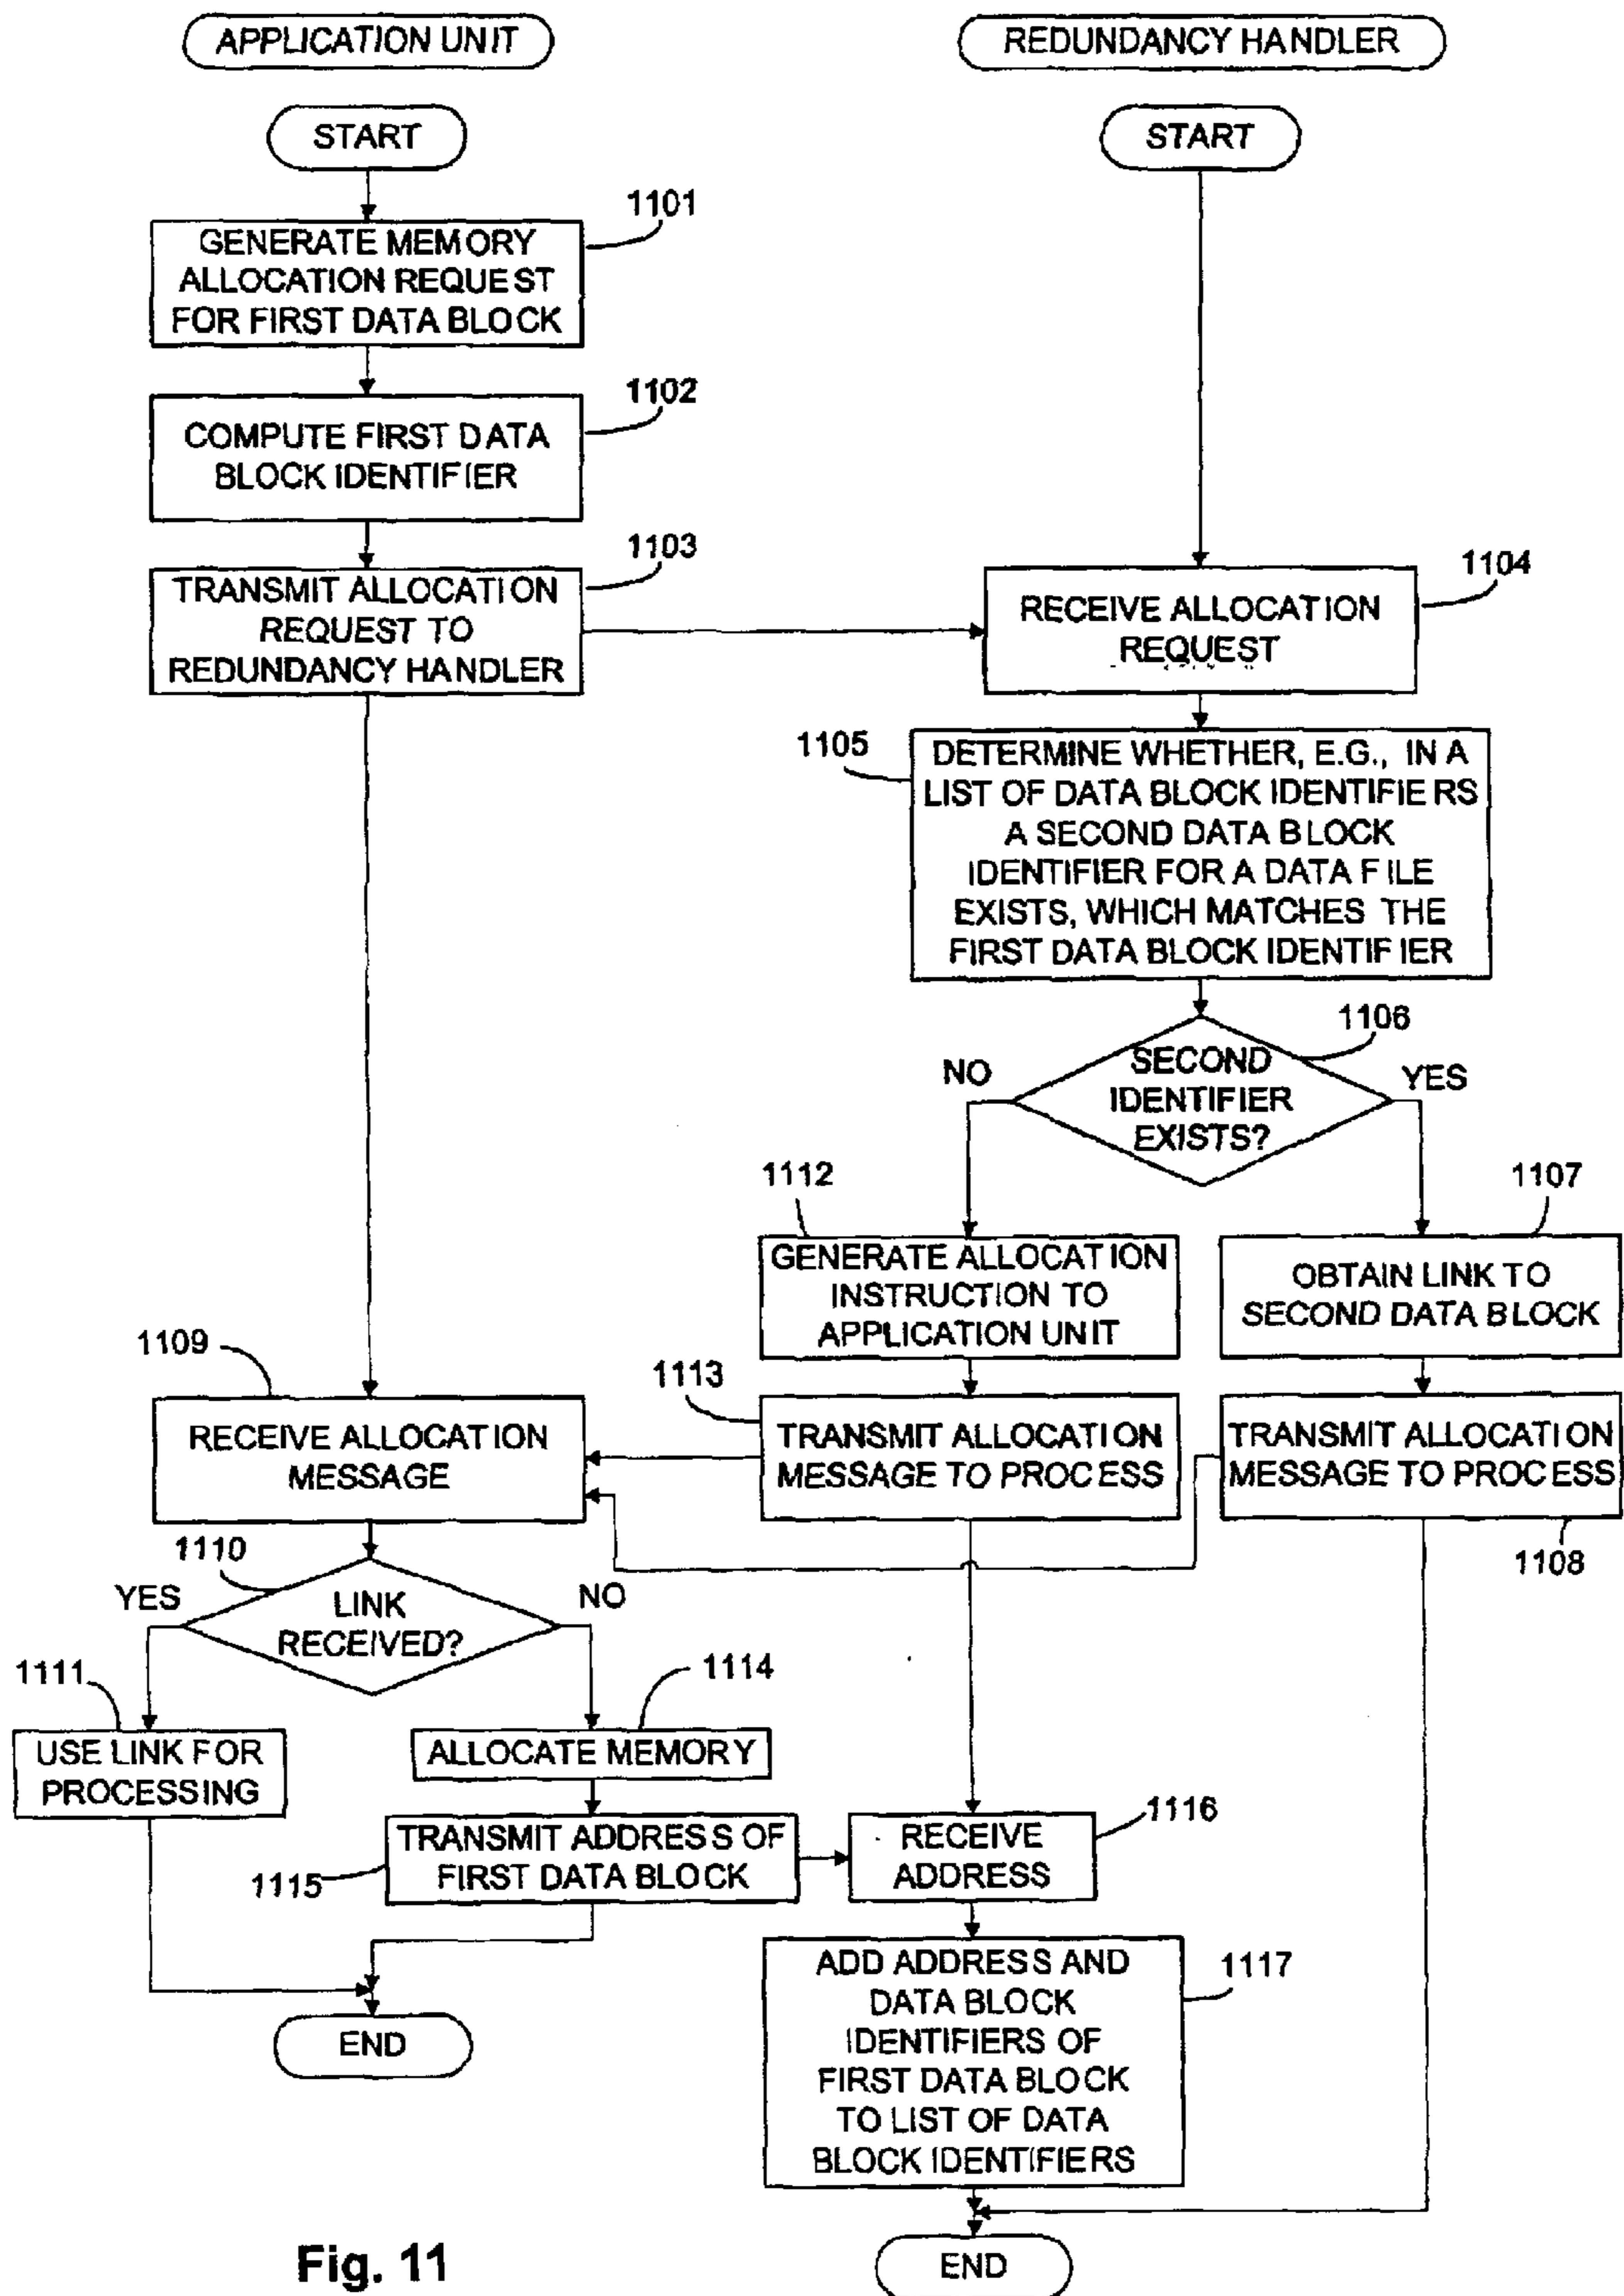 APPLICATION UNIT
REDUNDANCY HANDLER
START
START
1101
GENERATE MEMORY
ALLOCATION REQUEST
FOR FIRST DATA BLOCK
1102
COMPUTE FIRST DATA
BLOCK IDENTIFIER
1103
TRANSMIT ALLOCATION
REQUEST TO
REDUNDANCY HANDLER
1104
RECEIVE ALLOCATION
REQUEST
1105
DETERMINE WHETHER, E.G., IN A
LIST OF DATA BLOCK IDENTIFIERS
A SECOND DATA BLOCK
IDENTIFIER FOR A DATA FILE
EXISTS, WHICH MATCHES THE
FIRST DATA BLOCK IDENTIFIER
1106
NO
SECOND
IDENTIFIER
EXISTS?
YES
1112
GENERATE ALLOCATION
INSTRUCTION TO
APPLICATION UNIT
1107
OBTAIN LINK TO
SECOND DATA BLOCK
1109
RECEIVE ALLOCATION
MESSAGE
1113
TRANSMIT ALLOCATION
MESSAGE TO PROCESS
TRANSMIT ALLOCATION
MESSAGE TO PROCESS
1108
1110
YES
LINK
RECEIVED?
NO
1111
USE LINK FOR
PROCESSING
1114
ALLOCATE MEMORY
TRANSMIT ADDRESS OF
FIRST DATA BLOCK
1115
1116
RECEIVE
ADDRESS
1117
ADD ADDRESS AND
DATA BLOCK
IDENTIFIERS OF
FIRST DATA BLOCK
TO LIST OF DATA
BLOCK IDENTIFIERS
END
END
Fig. 11